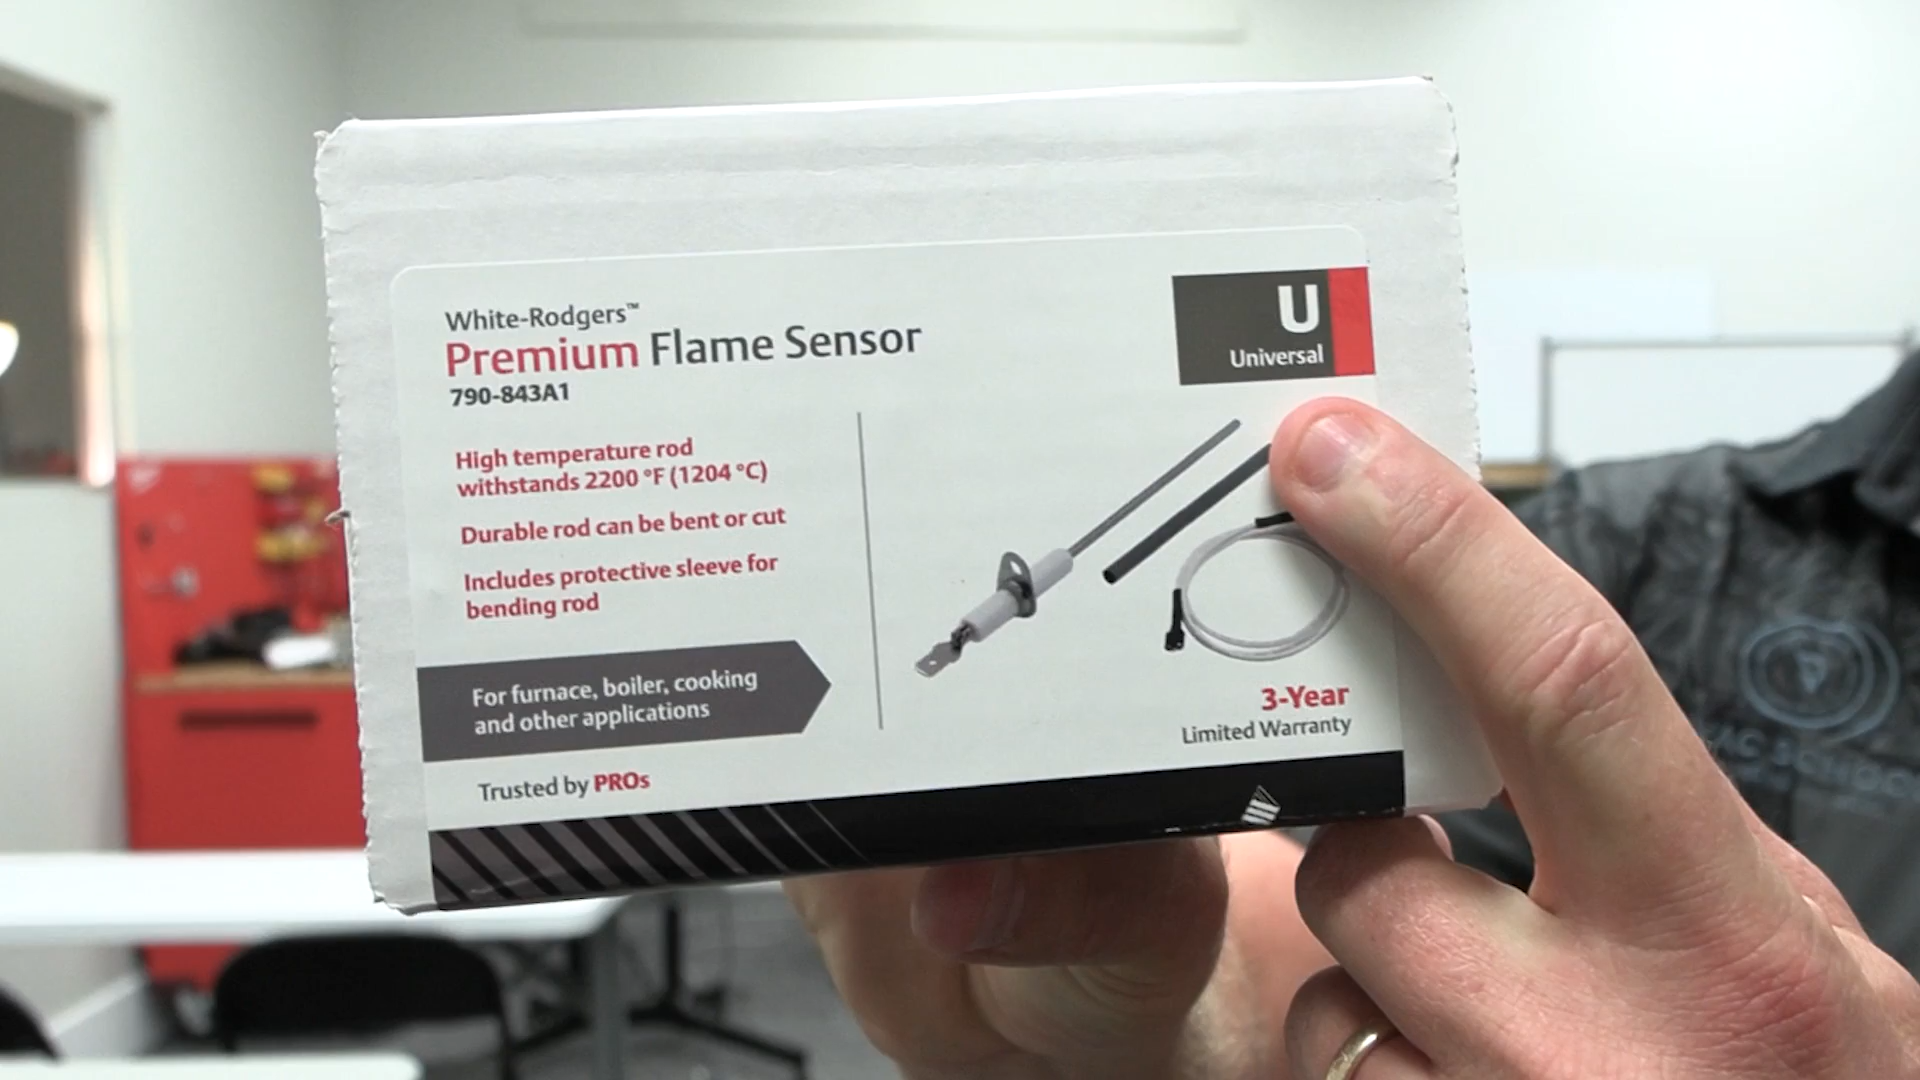 White-Rodgers™
Premium Flame Sensor
790-843A1
U
Universal
High temperature rod
withstands 2200 °F (1204 °C)
Durable rod can be bent or cut
Includes protective sleeve for
bending rod
For furnace, boiler, cooking
and other applications
3-Year
Limited Warranty
Trusted by PROs